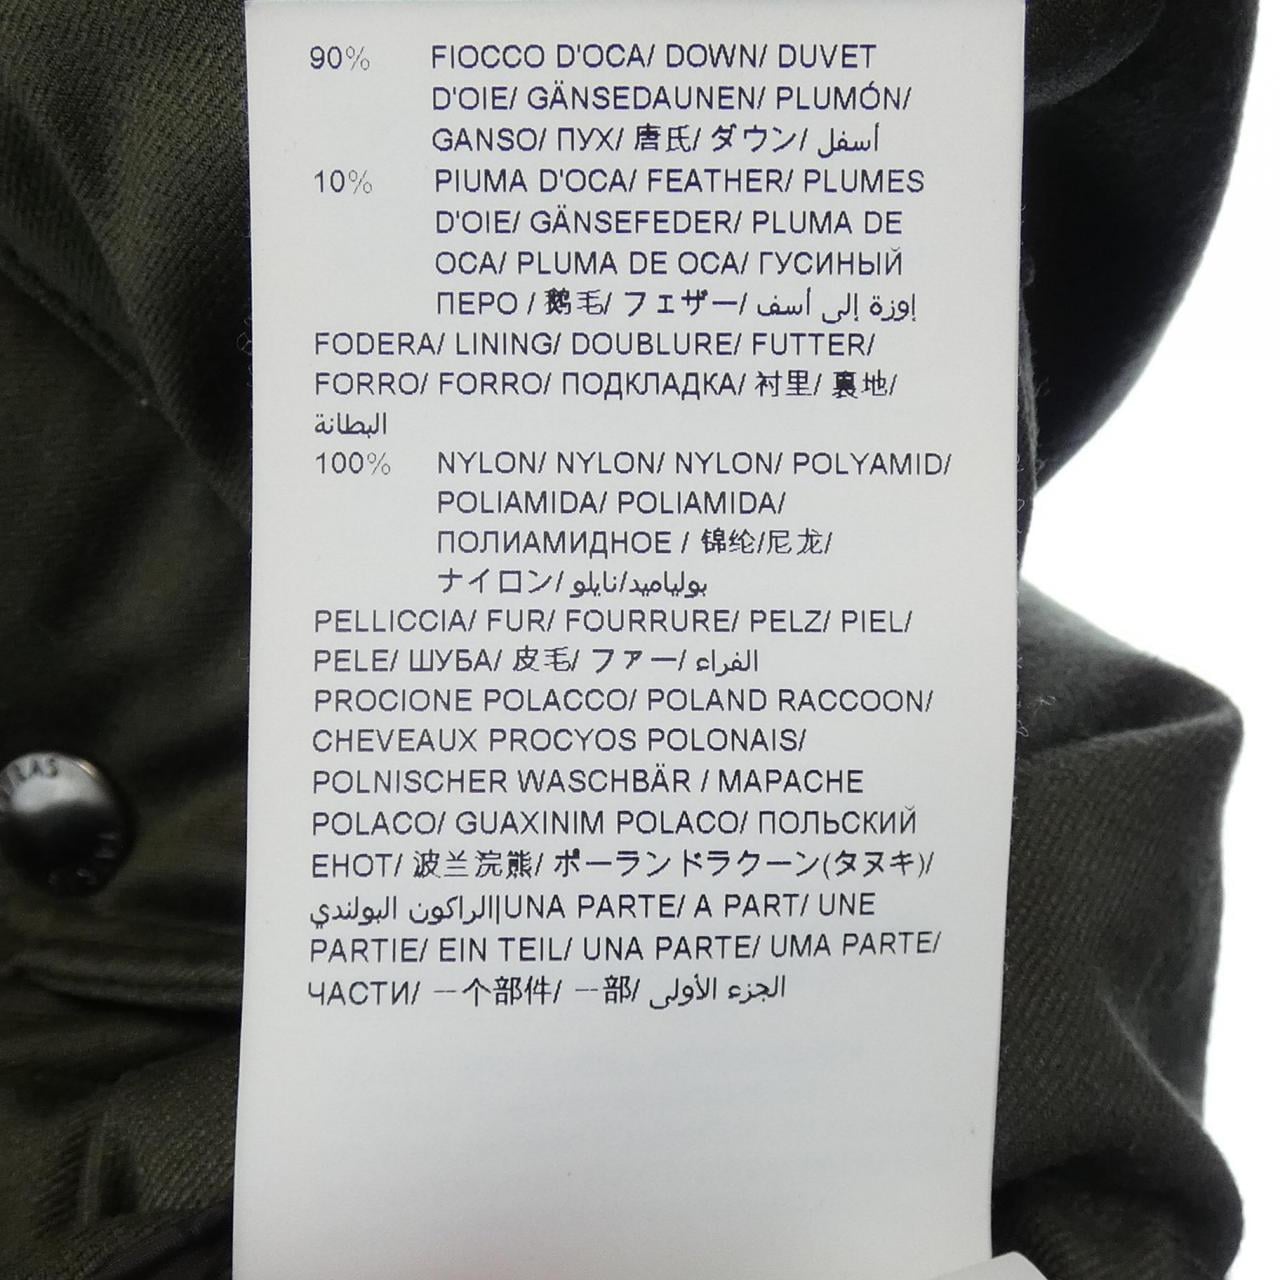 90% FIOCCO D'OCA/ DOWN/ DUVET
D'OIE/ GÄNSEDAUNEN/ PLUMÓN/
GANSO/ ПУХ/ 唐氏/ ダウン/ أسفل
10% PIUMA D'OCA/ FEATHER/ PLUMES
D'OIE/ GÄNSEFEDER/ PLUMA DE
OCA/ PLUMA DE OCA/ ГУСИНЫЙ
ПЕРО / 鹅毛/ フェザー/ إوزة إلى أسف
FODERA/ LINING/ DOUBLURE/ FUTTER/
FORRO/ FORRO/ ПОДКЛАДКА/ 衬里/ 裏地/
البطانة
100% NYLON/ NYLON/ NYLON/ POLYAMID/
POLIAMIDA/ POLIAMIDA/
ПОЛИАМИДНОЕ / 锦纶/尼龙/
ナイロン/ بولياميد/نايلو
PELLICCIA/ FUR/ FOURRURE/ PELZ/ PIEL/
PELE/ ШУБА/ 皮毛/ ファー/ الفراء
PROCIONE POLACCO/ POLAND RACCOON/
CHEVEAUX PROCYOS POLONAIS/
POLNISCHER WASCHBÄR / MAPACHE
POLACO/ GUAXINIM POLACO/ ПОЛЬСКИЙ
ЕНОТ/ 波兰浣熊/ ポーランドラクーン(タヌキ)/
الراكون البولندي|UNA PARTE/ A PART/ UNE
PARTIE/ EIN TEIL/ UNA PARTE/ UMA PARTE/
ЧАСТИ/ 一个部件/ 一部/ الجزء الأولى